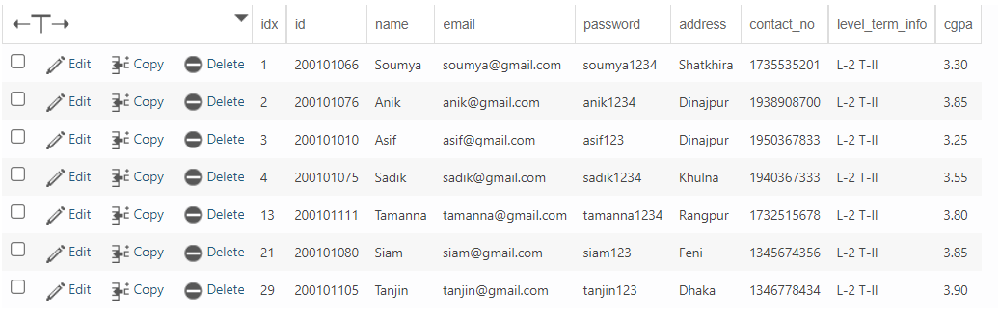 idx id name email password address contact_no level_term_info cgpa
Edit Copy Delete 1 200101066 Soumya soumya@gmail.com soumya1234 Shatkhira 1735535201 L-2 T-II 3.30
Edit Copy Delete 2 200101076 Anik anik@gmail.com anik1234 Dinajpur 1938908700 L-2 T-II 3.85
Edit Copy Delete 3 200101010 Asif asif@gmail.com asif123 Dinajpur 1950367833 L-2 T-II 3.25
Edit Copy Delete 4 200101075 Sadik sadik@gmail.com sadik1234 Khulna 1940367333 L-2 T-II 3.55
Edit Copy Delete 13 200101111 Tamanna tamanna@gmail.com tamanna1234 Rangpur 1732515678 L-2 T-II 3.80
Edit Copy Delete 21 200101080 Siam siam@gmail.com siam123 Feni 1345674356 L-2 T-II 3.85
Edit Copy Delete 29 200101105 Tanjin tanjin@gmail.com tanjin123 Dhaka 1346778434 L-2 T-II 3.90